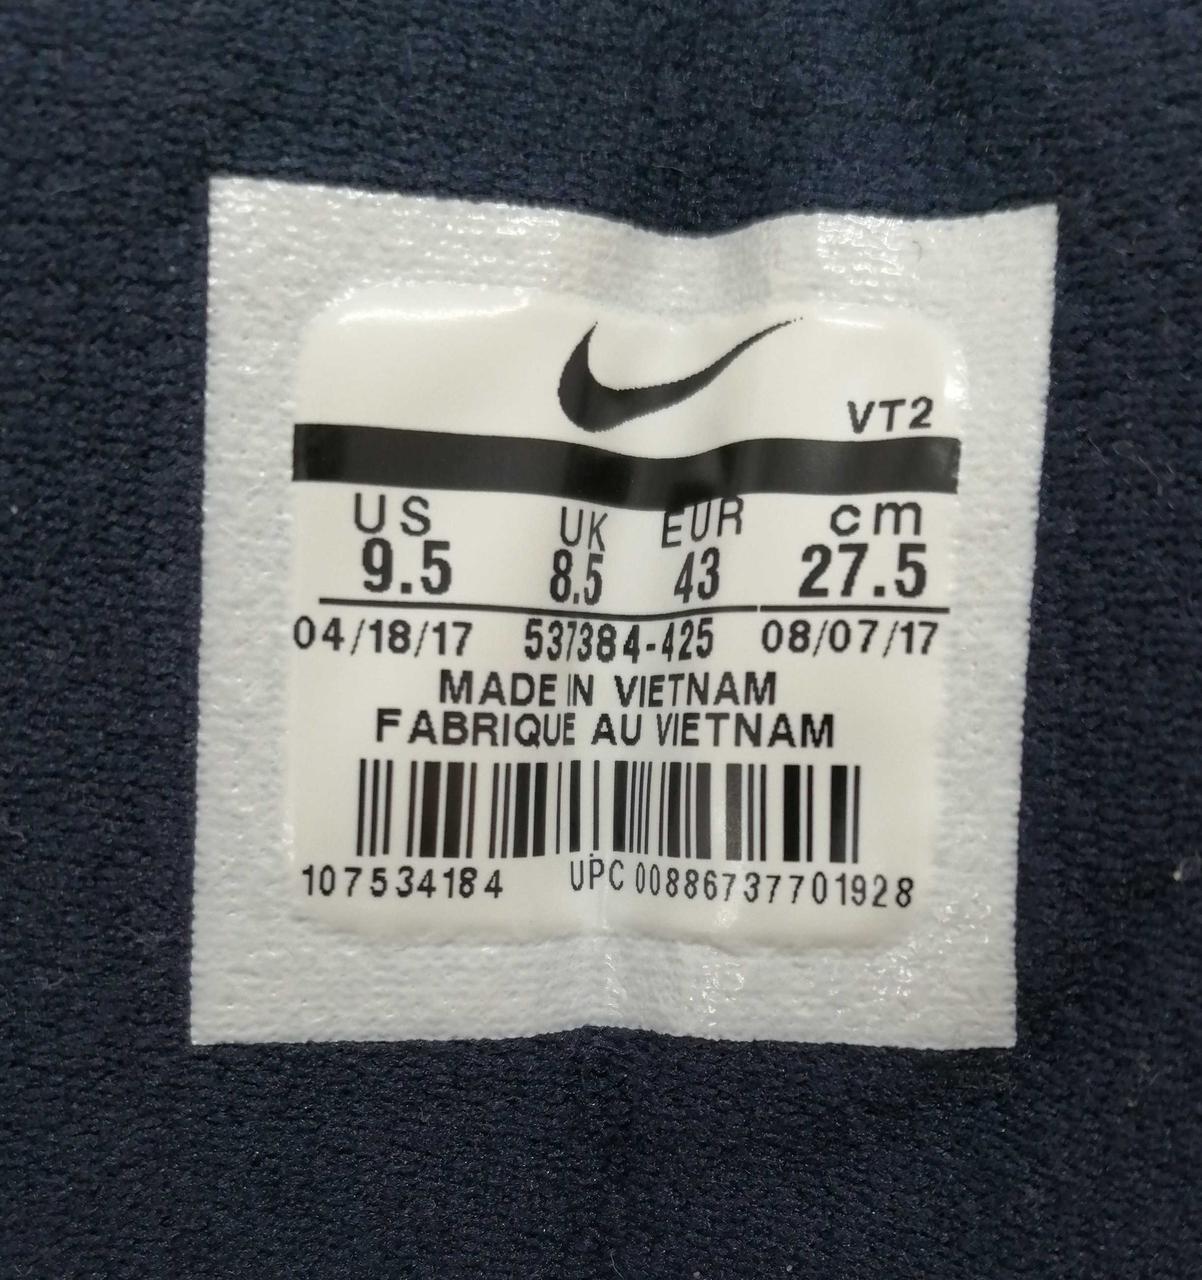 VT2
US UK EUR cm
9.5 8.5 43 27.5
04/18/17 537384-425 08/07/17
MADE IN VIETNAM
FABRIQUE AU VIETNAM
107534184 UPC 00886737701928